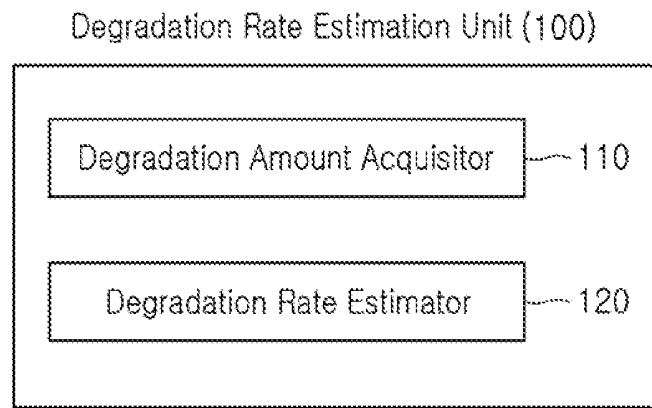 Degradation Rate Estimation Unit (100)
Degradation Amount Acquisitor 110
Degradation Rate Estimator 120